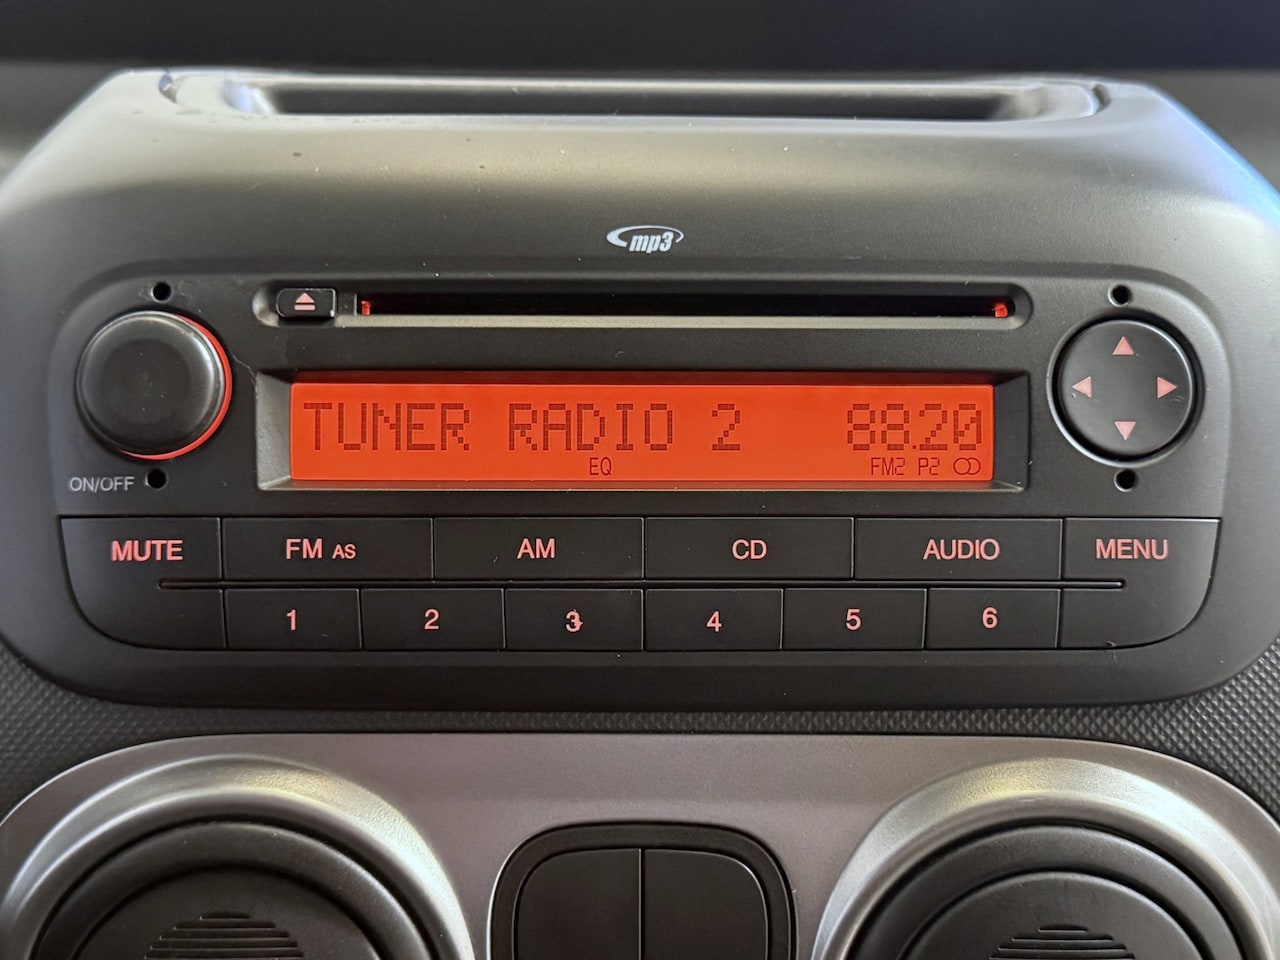 mp3
TUNER RADIO 2 88.20
EQ FM2 P2
ON/OFF
MUTE FM AS AM CD AUDIO MENU
1 2 3 4 5 6